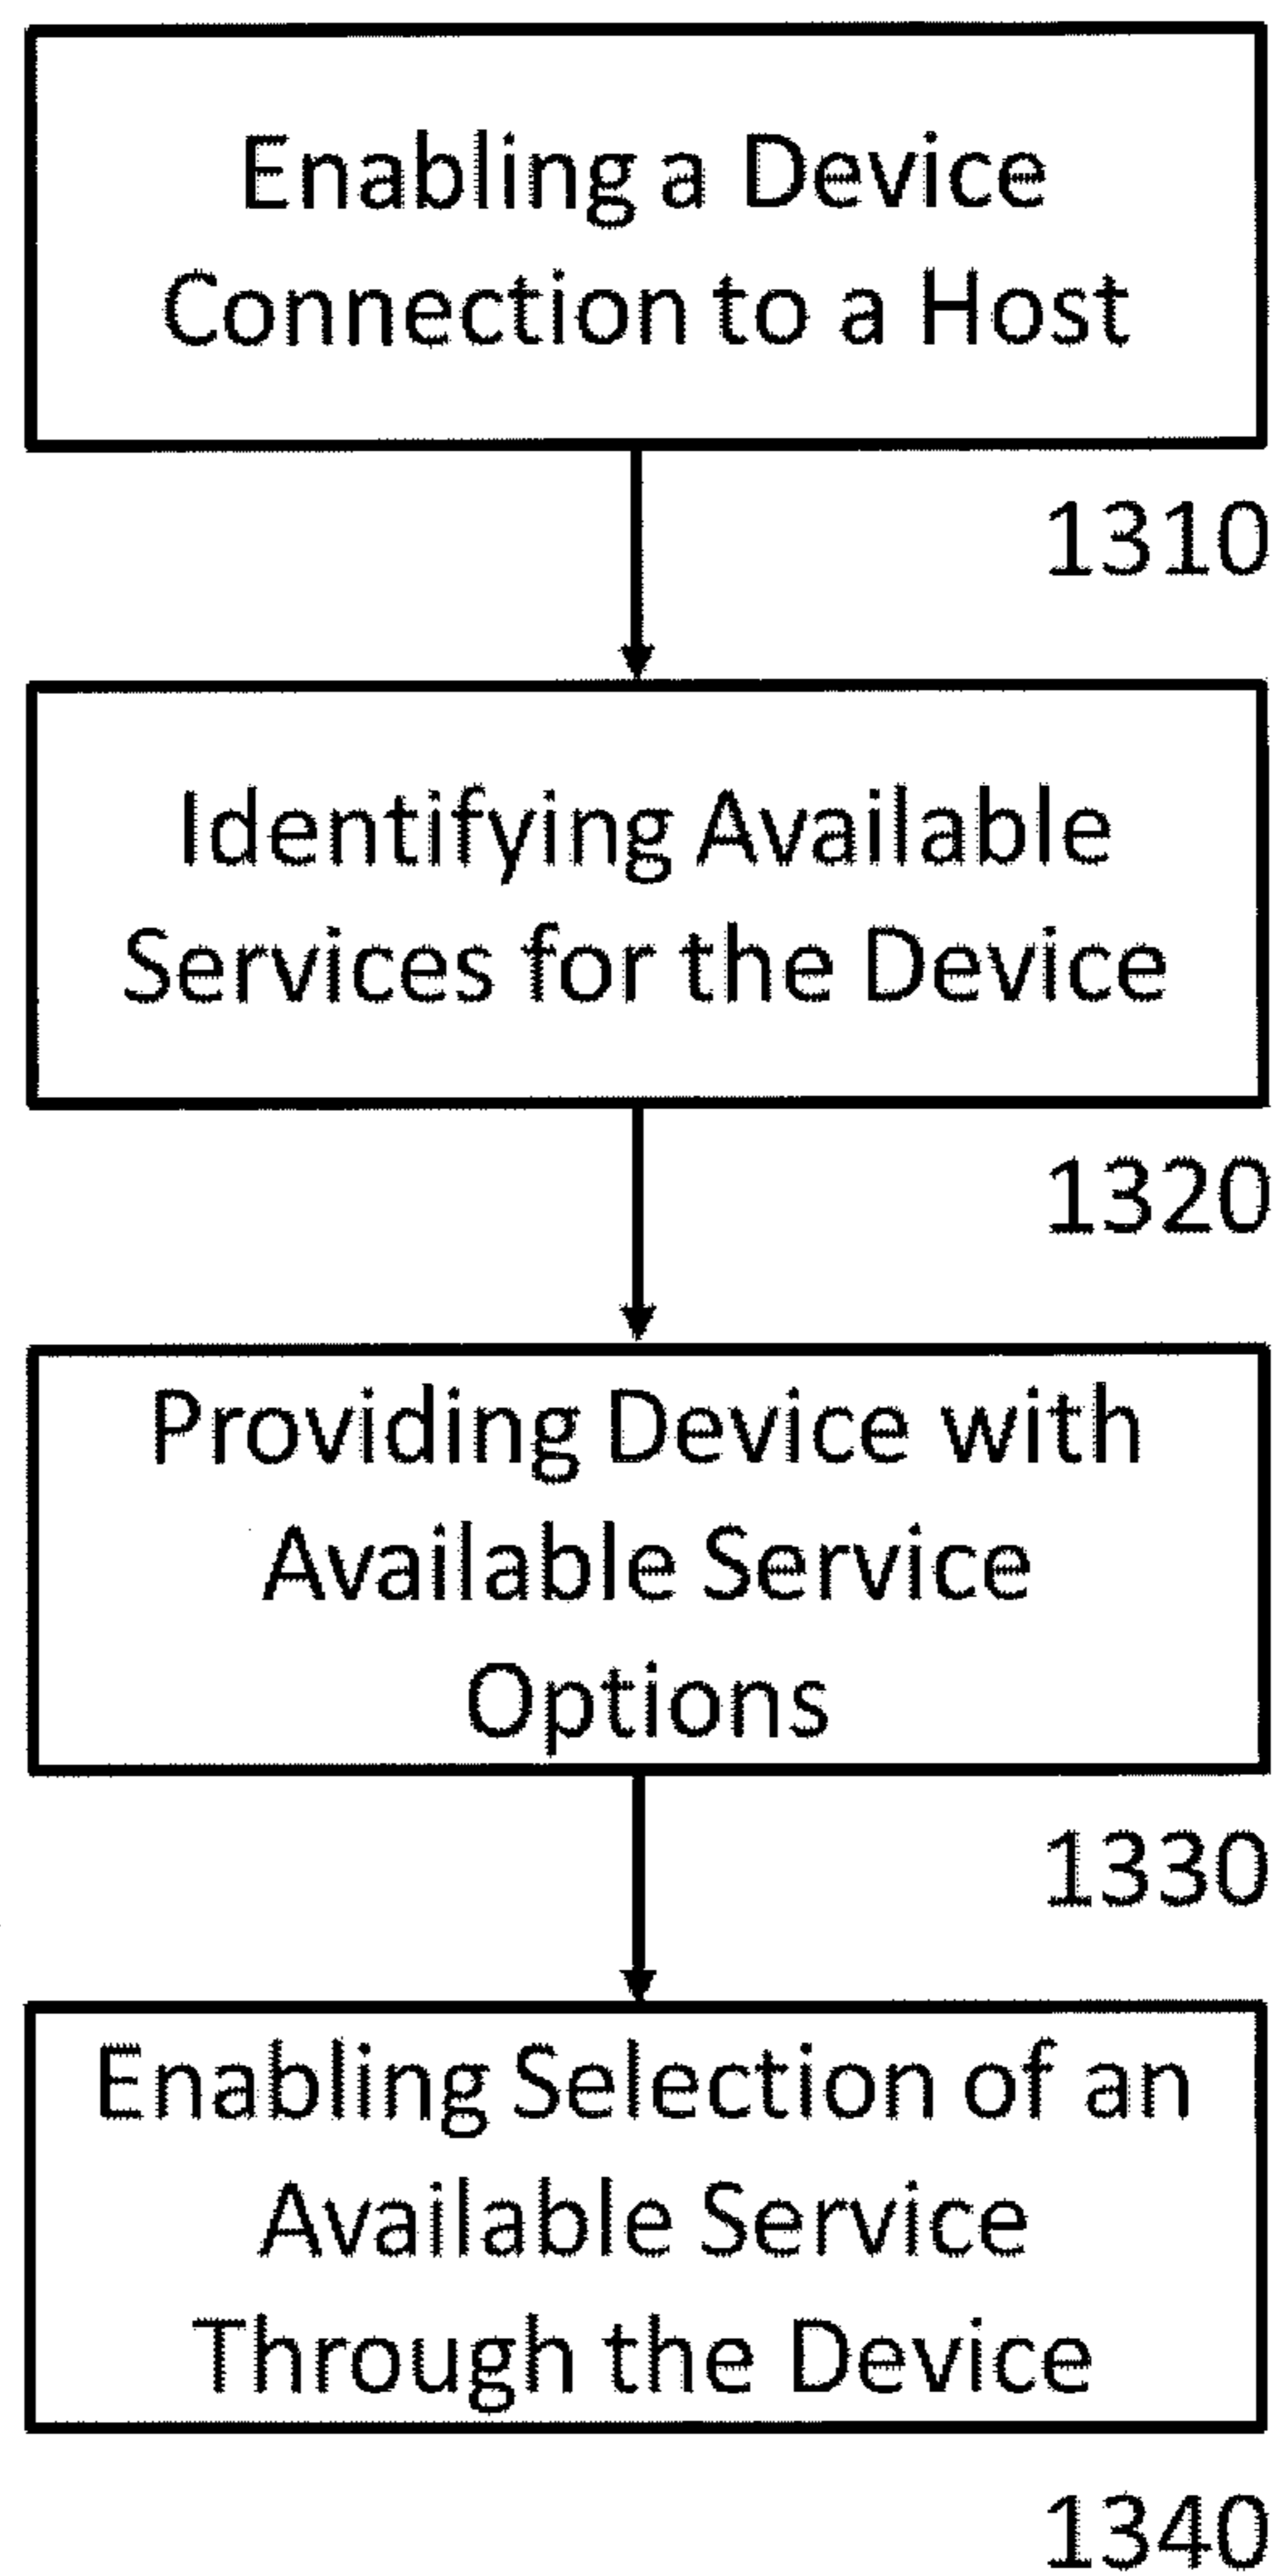 Enabling a Device
Connection to a Host
1310
Identifying Available
Services for the Device
1320
Providing Device with
Available Service
Options
1330
Enabling Selection of an
Available Service
Through the Device
1340